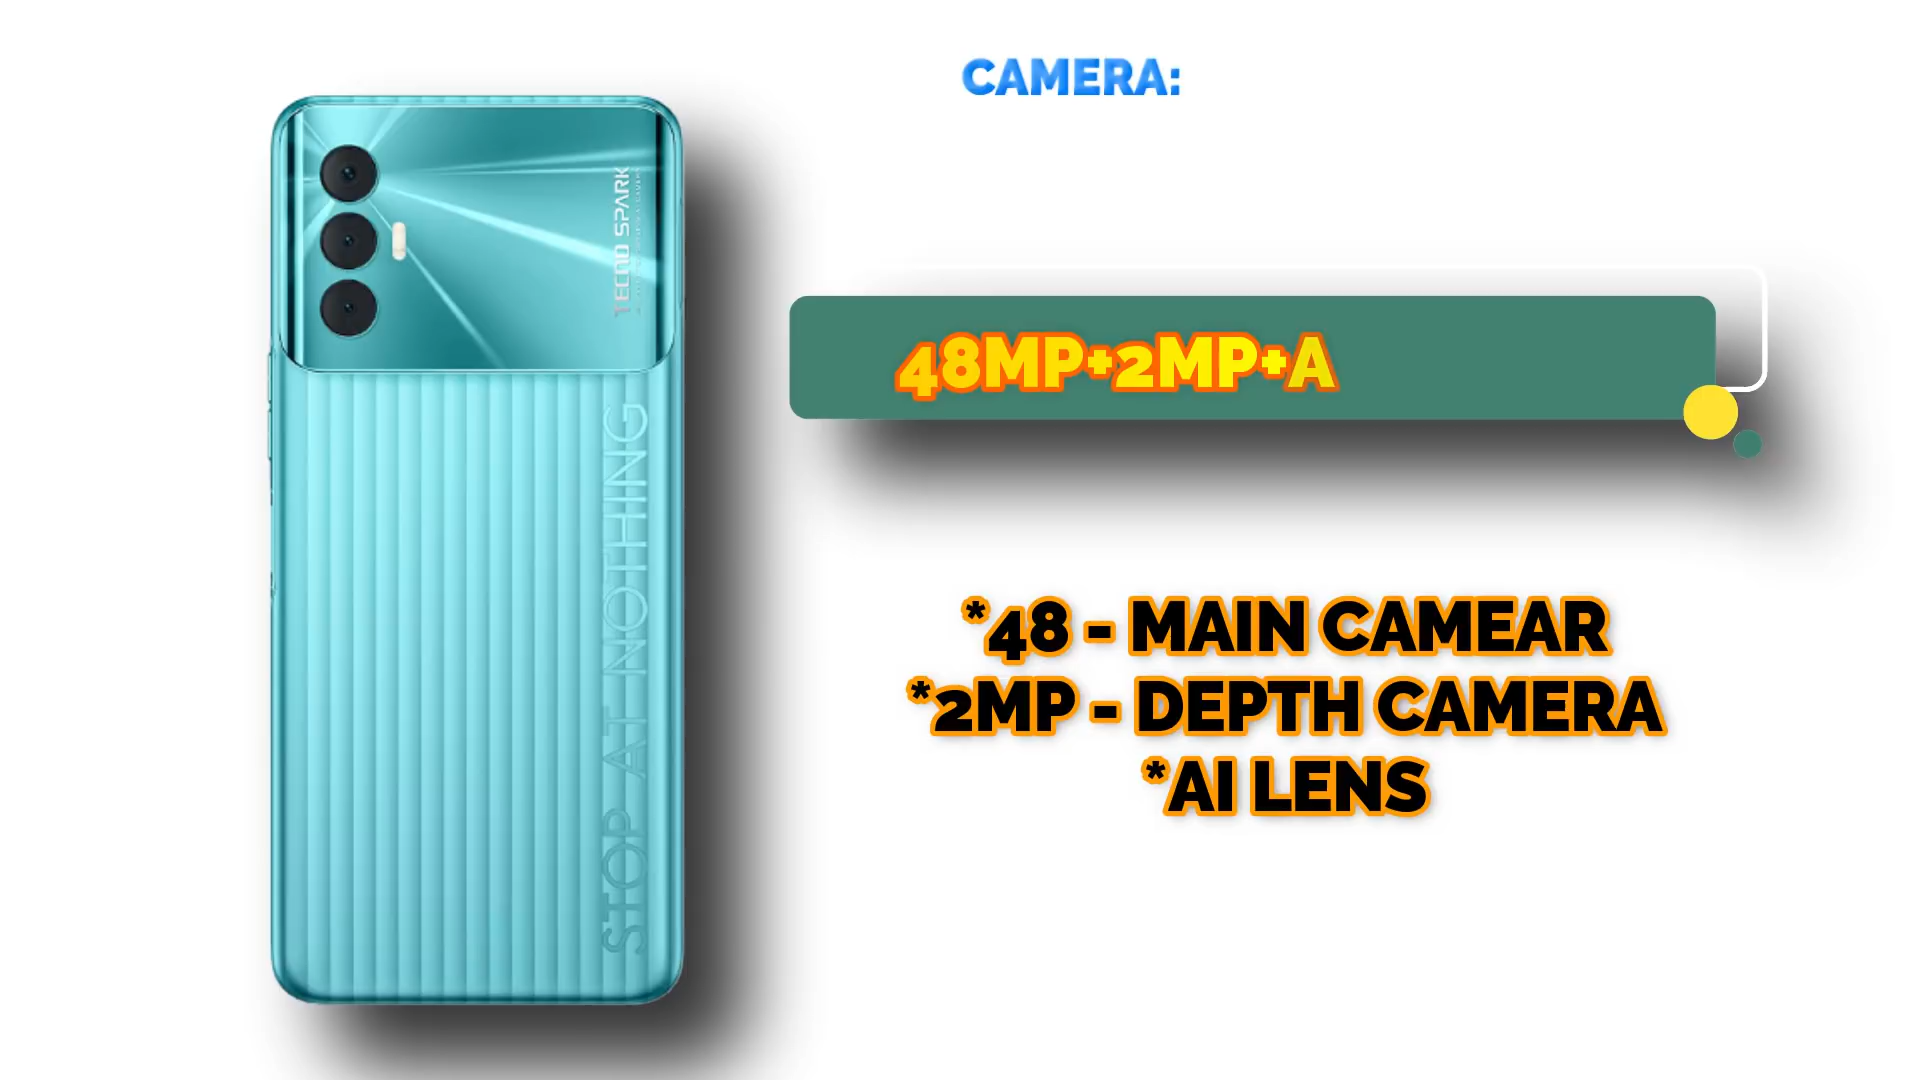 CAMERA:
TECNO SPARK
STOP AT NOTHING
48MP+2MP+A
*48 - MAIN CAMEAR
*2MP - DEPTH CAMERA
*AI LENS